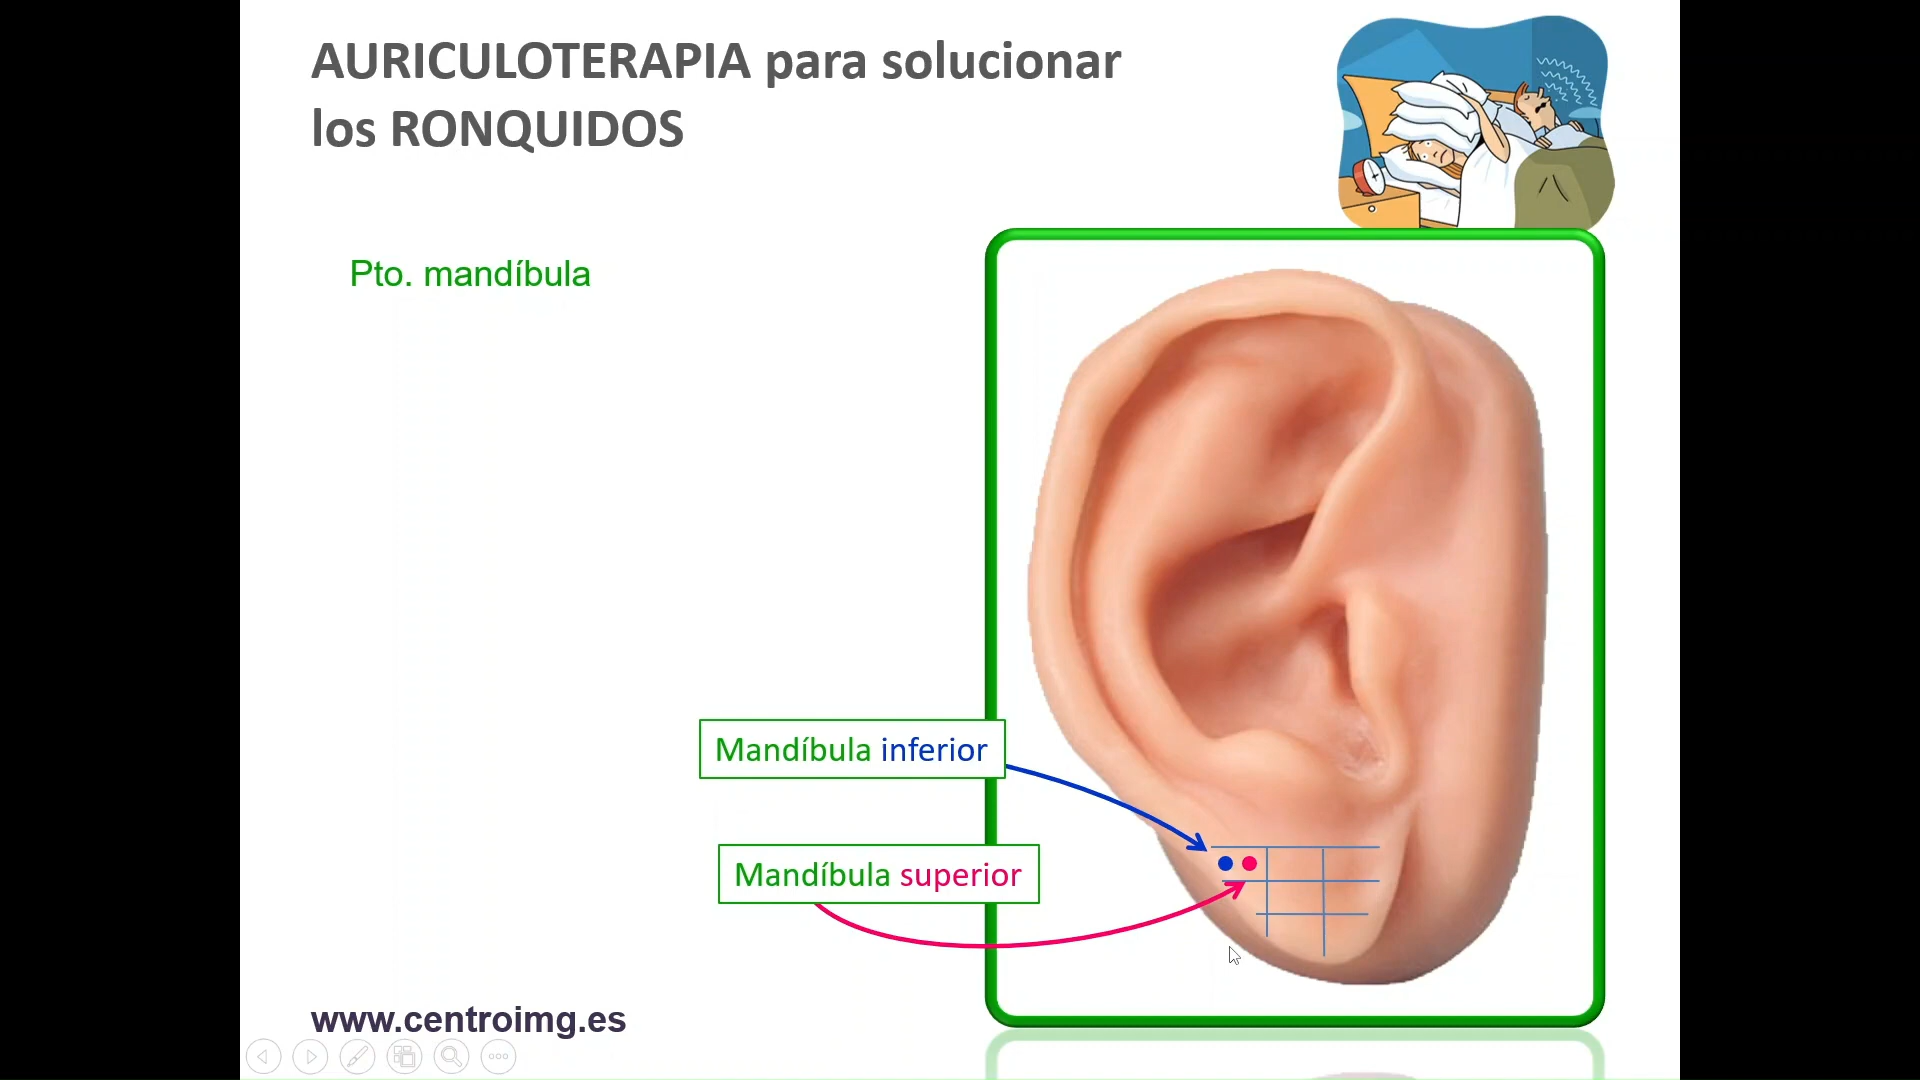 AURICULOTERAPIA para solucionar
los RONQUIDOS
Pto. mandíbula
Mandíbula inferior
Mandíbula superior
www.centroimg.es